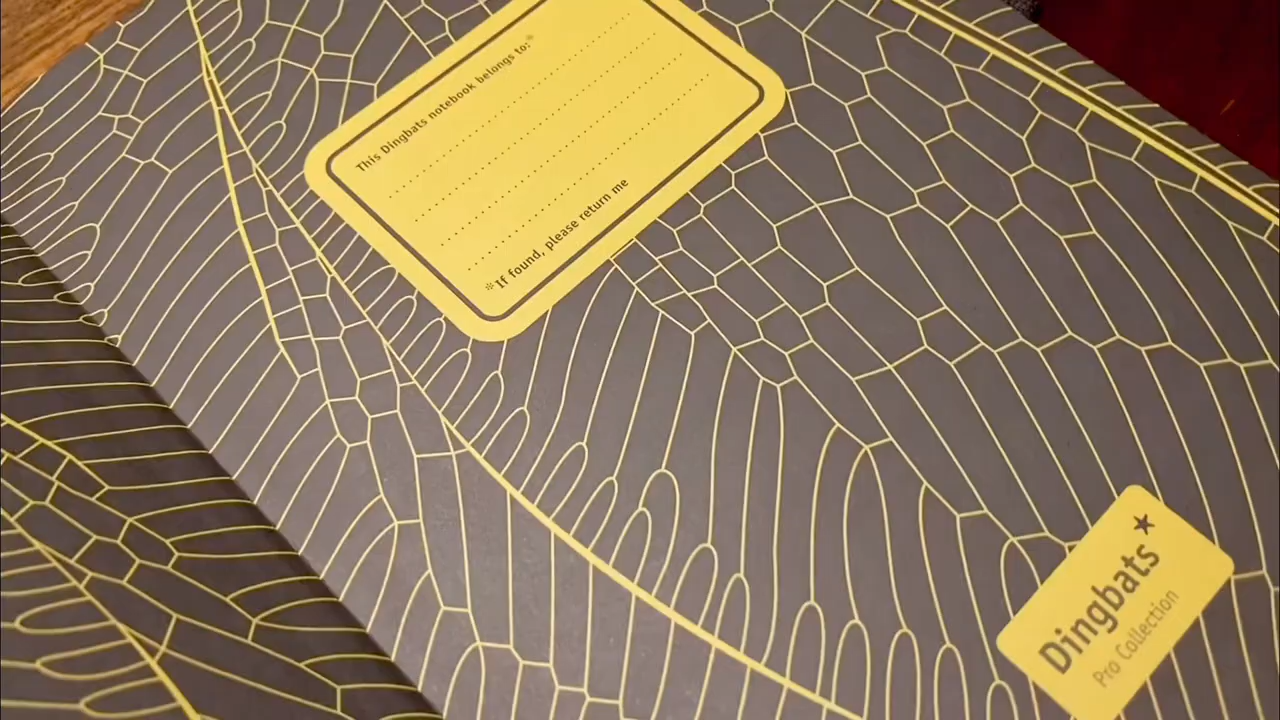 This Dingbats notebook belongs to:*
*If found, please return me
Dingbats★
Pro Collection